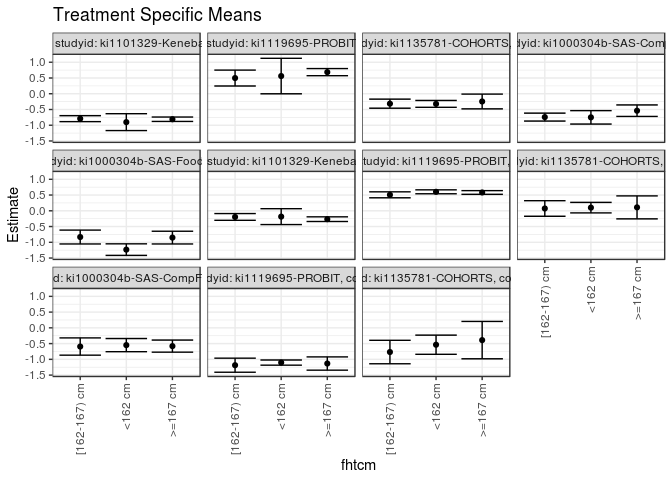 Treatment Specific Means
studyid: ki1101329-Keneba
studyid: ki1119695-PROBIT
dyid: ki1135781-COHORTS,
studyid: ki1000304b-SAS-Com
1.0
0.5
0.0
-0.5
-1.0
-1.5
dyid: ki1000304b-SAS-Food
studyid: ki1101329-Keneba
tudyid: ki1119695-PROBIT,
yid: ki1135781-COHORTS,
1.0
0.5
0.0
-0.5
-1.0
-1.5
Estimate
d: ki1000304b-SAS-CompF
dyid: ki1119695-PROBIT, co
d: ki1135781-COHORTS, co
1.0
0.5
0.0
-0.5
-1.0
-1.5
[162-167) cm
<162 cm
>=167 cm
[162-167) cm
<162 cm
>=167 cm
[162-167) cm
<162 cm
>=167 cm
[162-167) cm
<162 cm
>=167 cm
fhtcm